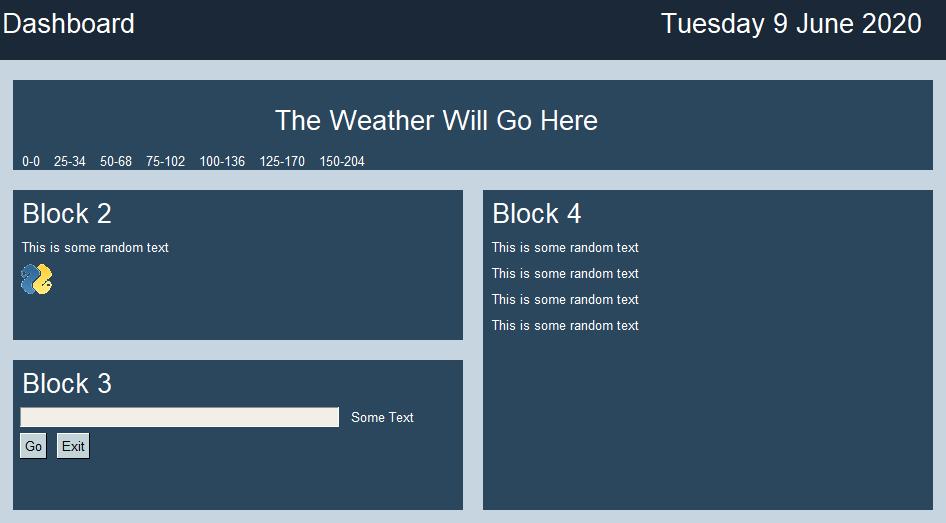 Dashboard
Tuesday 9 June 2020
The Weather Will Go Here
0-0 25-34 50-68 75-102 100-136 125-170 150-204
Block 2
This is some random text
Block 3
Some Text
Go Exit
Block 4
This is some random text
This is some random text
This is some random text
This is some random text